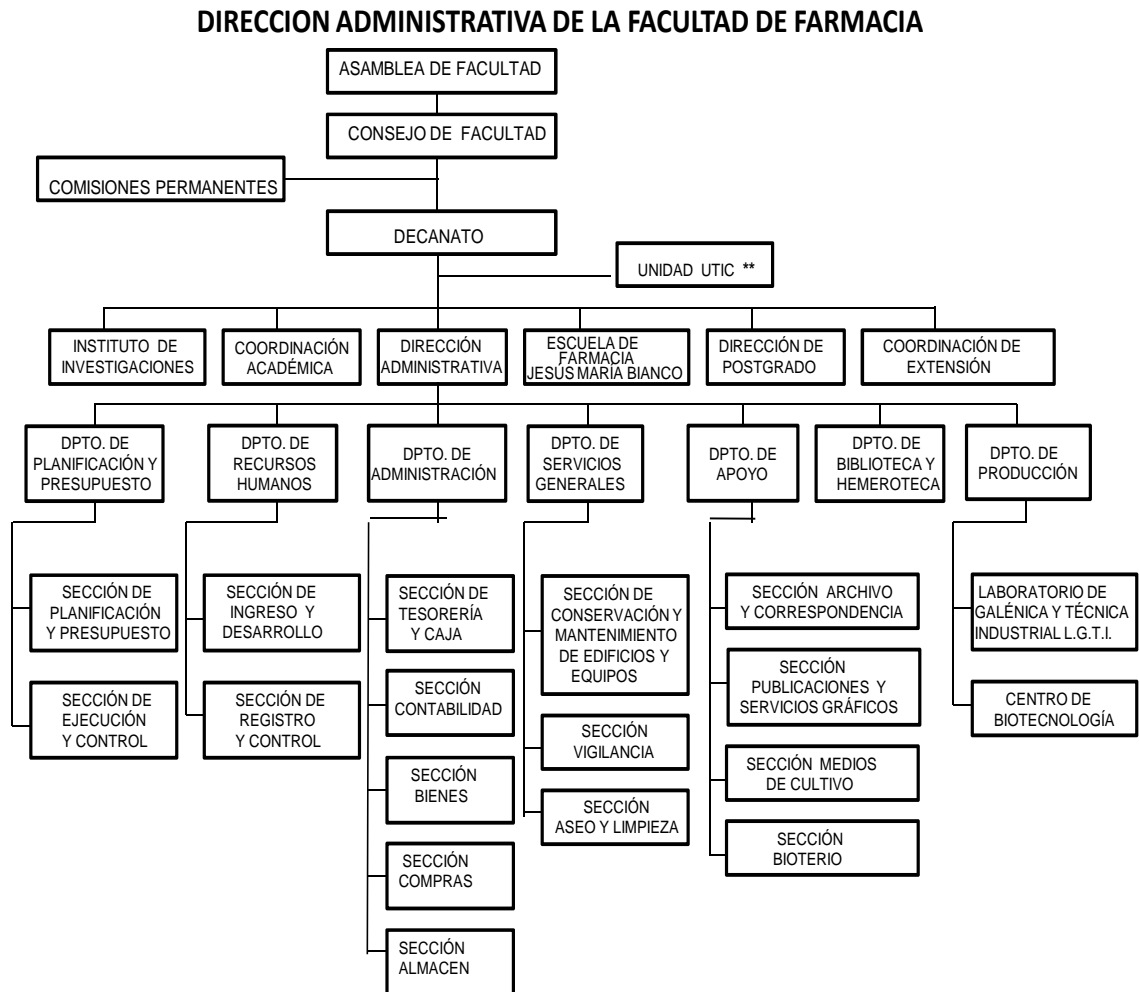 DIRECCION ADMINISTRATIVA DE LA FACULTAD DE FARMACIA
ASAMBLEA DE FACULTAD
CONSEJO DE FACULTAD
COMISIONES PERMANENTES
DECANATO
UNIDAD UTIC **
INSTITUTO DE
INVESTIGACIONES
COORDINACIÓN
ACADÉMICA
DIRECCIÓN
ADMINISTRATIVA
ESCUELA DE
FARMACIA
JESÚS MARÍA BIANCO
DIRECCIÓN DE
POSTGRADO
COORDINACIÓN DE
EXTENSIÓN
DPTO. DE
PLANIFICACIÓN Y
PRESUPUESTO
DPTO. DE
RECURSOS
HUMANOS
DPTO. DE
ADMINISTRACIÓN
DPTO. DE
SERVICIOS
GENERALES
DPTO. DE
APOYO
DPTO. DE
BIBLIOTECA Y
HEMEROTECA
DPTO. DE
PRODUCCIÓN
SECCIÓN DE
PLANIFICACIÓN
Y PRESUPUESTO
SECCIÓN DE
EJECUCIÓN
Y CONTROL
SECCIÓN DE
INGRESO Y
DESARROLLO
SECCIÓN DE
REGISTRO
Y CONTROL
SECCIÓN DE
TESORERÍA
Y CAJA
SECCIÓN
CONTABILIDAD
SECCIÓN
BIENES
SECCIÓN
COMPRAS
SECCIÓN
ALMACEN
SECCIÓN DE
CONSERVACIÓN Y
MANTENIMIENTO
DE EDIFICIOS Y
EQUIPOS
SECCIÓN
VIGILANCIA
SECCIÓN
ASEO Y LIMPIEZA
SECCIÓN ARCHIVO
Y CORRESPONDENCIA
SECCIÓN
PUBLICACIONES Y
SERVICIOS GRÁFICOS
SECCIÓN MEDIOS
DE CULTIVO
SECCIÓN
BIOTERIO
LABORATORIO DE
GALÉNICA Y TÉCNICA
INDUSTRIAL L.G.T.I.
CENTRO DE
BIOTECNOLOGÍA